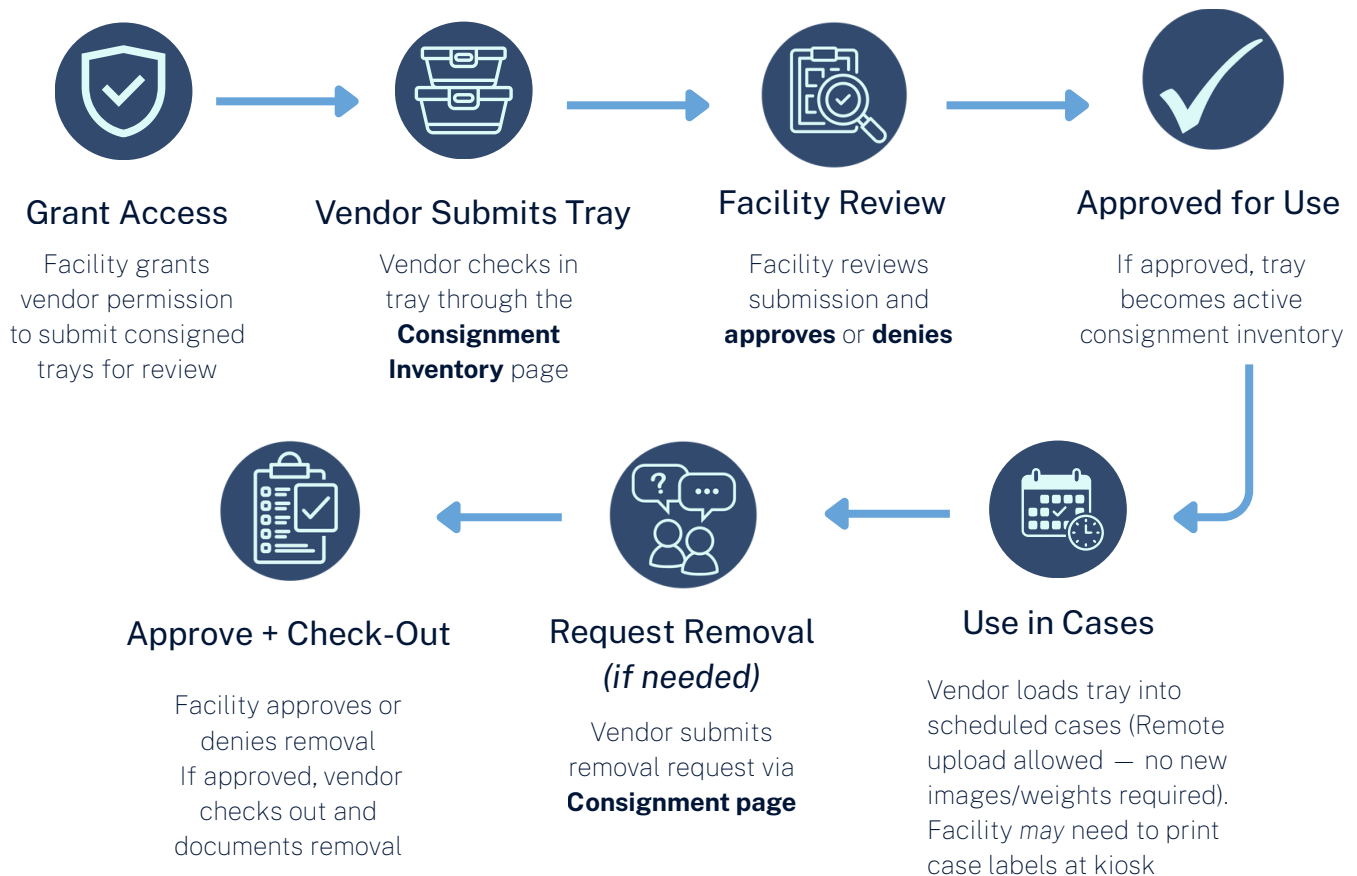 Grant Access
Facility grants
vendor permission
to submit consigned
trays for review
Vendor Submits Tray
Vendor checks in
tray through the
Consignment
Inventory page
Facility Review
Facility reviews
submission and
approves or denies
Approved for Use
If approved, tray
becomes active
consignment inventory
Use in Cases
Vendor loads tray into
scheduled cases (Remote
upload allowed — no new
images/weights required).
Facility may need to print
case labels at kiosk
?
Request Removal
(if needed)
Vendor submits
removal request via
Consignment page
Approve + Check-Out
Facility approves or
denies removal
If approved, vendor
checks out and
documents removal